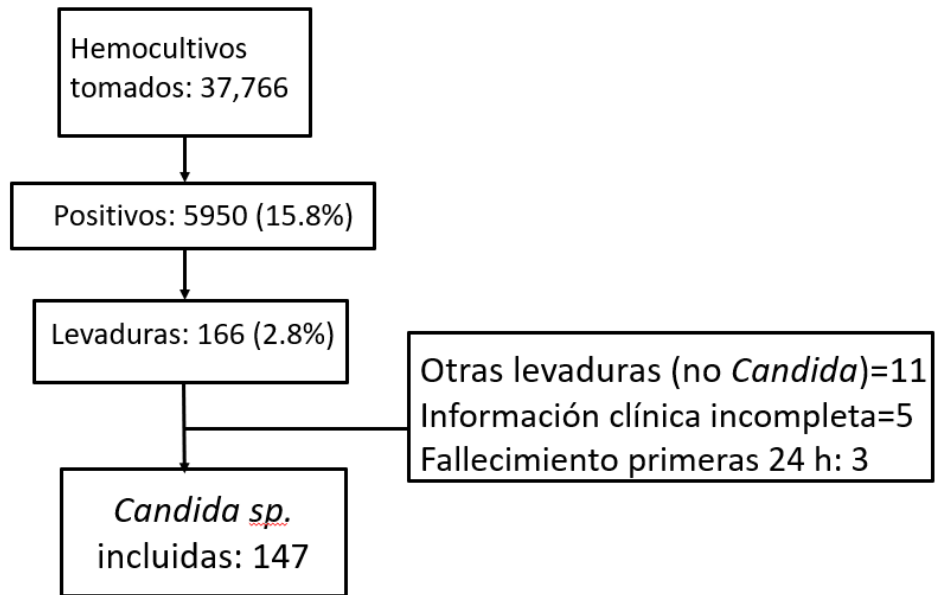 Hemocultivos
tomados: 37,766
Positivos: 5950 (15.8%)
Levaduras: 166 (2.8%)
Otras levaduras (no Candida)=11
Información clínica incompleta=5
Fallecimiento primeras 24 h: 3
Candida sp.
incluidas: 147